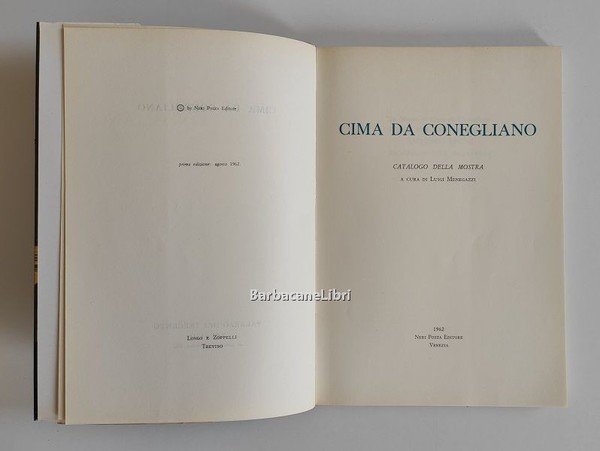 © by Neri Pozza Editore
prima edizione: agosto 1962
Longo e Zoppelli
Treviso
CIMA DA CONEGLIANO
CATALOGO DELLA MOSTRA
a cura di Luigi Menegazzi
1962
Neri Pozza Editore
Venezia
BarbacaneLibri